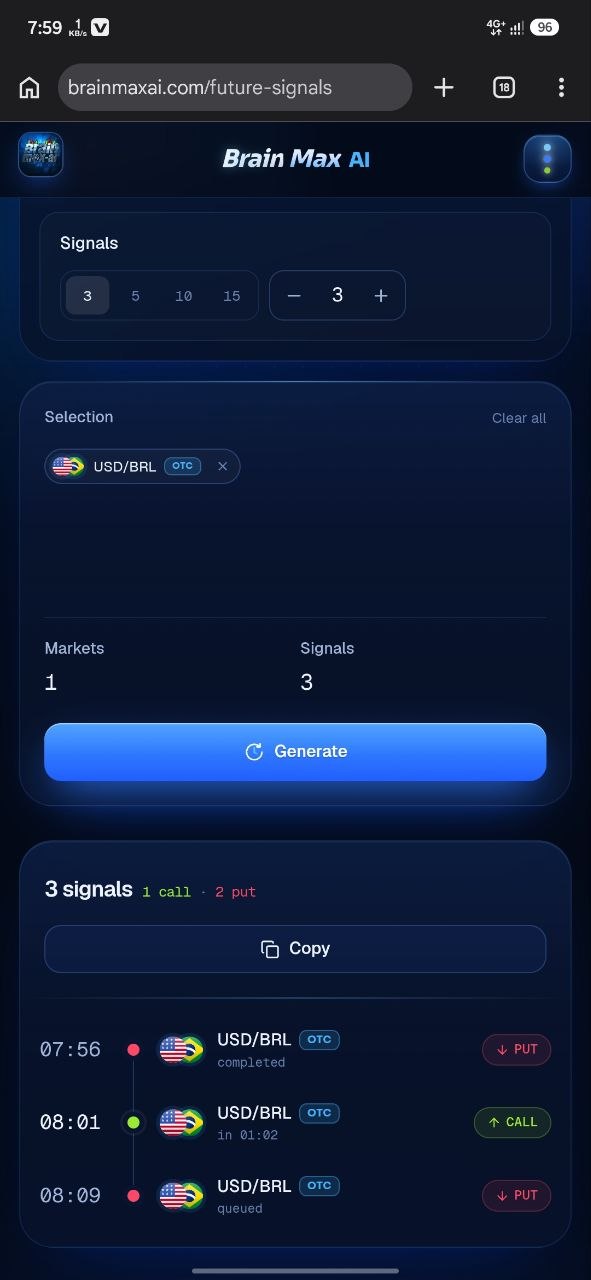 7:59 1 KB/s 4G+ 96
brainmaxai.com/future-signals 18
Brain Max AI
Signals
3 5 10 15 − 3 +
Selection Clear all
USD/BRL OTC ×
Markets Signals
1 3
Generate
3 signals 1 call · 2 put
Copy
07:56 USD/BRL OTC ↓ PUT
completed
08:01 USD/BRL OTC ↑ CALL
in 01:02
08:09 USD/BRL OTC ↓ PUT
queued